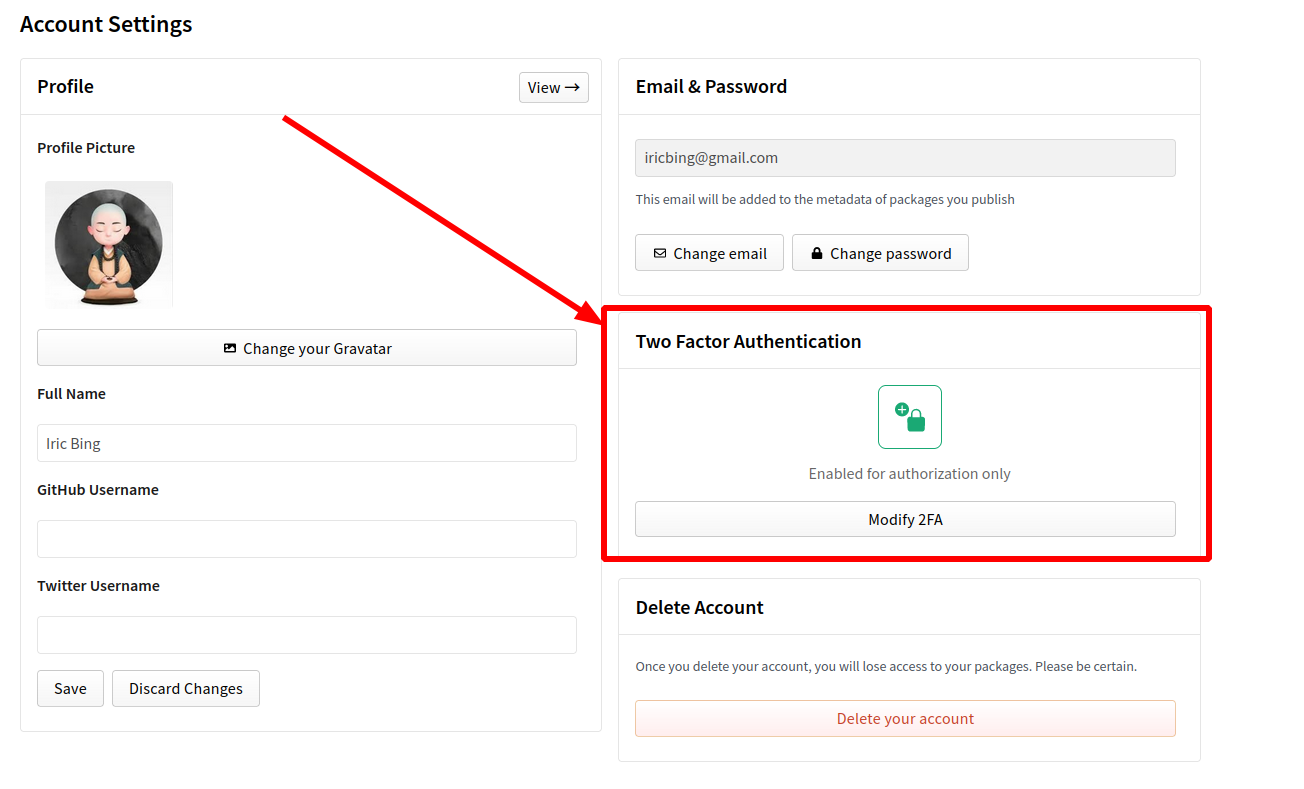 Account Settings
Profile
View →
Profile Picture
Change your Gravatar
Full Name
Iric Bing
GitHub Username
Twitter Username
Save
Discard Changes
Email & Password
iricbing@gmail.com
This email will be added to the metadata of packages you publish
Change email
Change password
Two Factor Authentication
Enabled for authorization only
Modify 2FA
Delete Account
Once you delete your account, you will lose access to your packages. Please be certain.
Delete your account